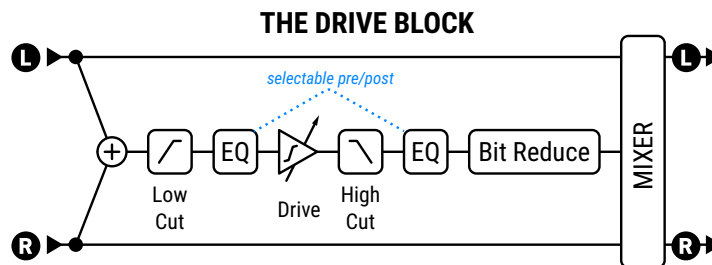 THE DRIVE BLOCK
L
L
selectable pre/post
EQ
EQ
Bit Reduce
MIXER
Low
Cut
Drive
High
Cut
R
R